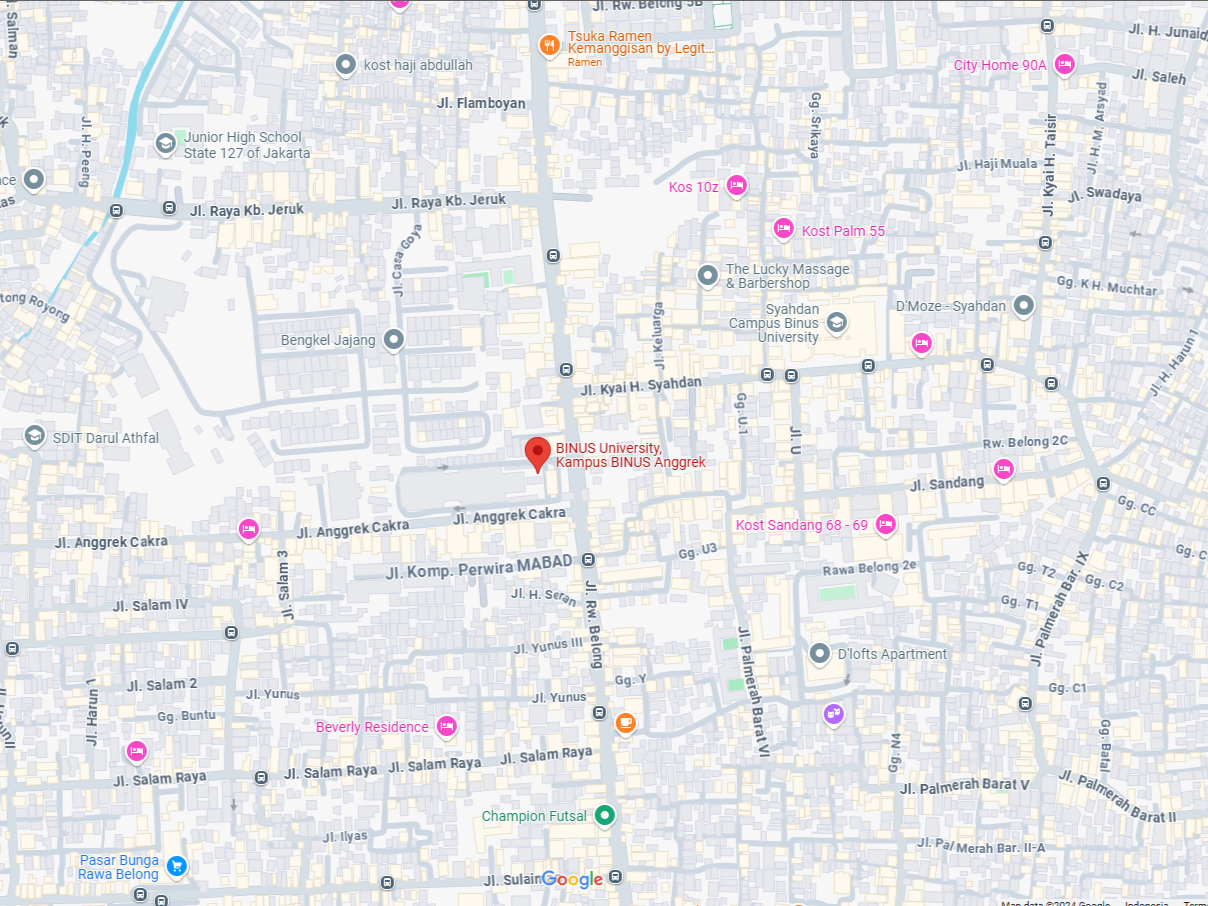 Jl. Salman
Jl. Rw. Belong 3B
Tsuka Ramen
Kemanggisan by Legit...
Ramen
Jl. H. Junaid
kost haji abdullah
City Home 90A
Jl. Saleh
Jl. Flamboyan
Gg. Srikaya
Jl. H. M. Arsyad
Jl. H. Peeng
Junior High School
State 127 of Jakarta
Jl. Kyai H. Taisir
Jl. Haji Muala
Kos 10z
Jl. Swadaya
Jl. Raya Kb. Jeruk
Jl. Raya Kb. Jeruk
Kost Palm 55
Jl. Casa Goya
The Lucky Massage
& Barbershop
Gg. K H. Muchtar
tong Royong
Jl. Keluarga
D'Moze - Syahdan
Syahdan
Campus Binus
University
Bengkel Jajang
Jl. H. Harun 1
Jl. Kyai H. Syahdan
Gg. U.1
Jl. U
SDIT Darul Athfal
Rw. Belong 2C
BINUS University,
Kampus BINUS Anggrek
Jl. Sandang
Gg. CC
Jl. Anggrek Cakra
Jl. Anggrek Cakra
Jl. Anggrek Cakra
Kost Sandang 68 - 69
Gg. U3
Jl. Komp. Perwira MABAD
Rawa Belong 2e
Gg. T2
Gg. C2
Jl. Salam 3
Jl. H. Seran
Jl. Salam IV
Gg. T1
Jl. Palmerah Bar. IX
Jl. Rw. Belong
Jl. Yunus III
Jl. Palmerah Barat VI
D'lofts Apartment
Jl. Salam 2
Gg. Y
Gg. C1
Jl. Harun 1
Jl. Yunus
Jl. Yunus
Gg. Buntu
Beverly Residence
Gg. N4
Gg. Batal
Jl. Salam Raya
Jl. Salam Raya
Jl. Salam Raya
Jl. Salam Raya
Jl. Palmerah Barat V
Jl. Palmerah Barat II
Champion Futsal
Jl. Ilyas
Jl. Pal Merah Bar. II-A
Pasar Bunga
Rawa Belong
Jl. Sulaim
Google
Map data ©2024 Google
Indonesia
Terms